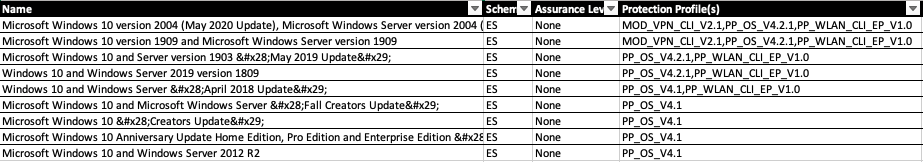 Name Schem Assurance Lev Protection Profile(s)
Microsoft Windows 10 version 2004 (May 2020 Update), Microsoft Windows Server version 2004 ( ES None MOD_VPN_CLI_V2.1,PP_OS_V4.2.1,PP_WLAN_CLI_EP_V1.0
Microsoft Windows 10 version 1909 and Microsoft Windows Server version 1909 ES None MOD_VPN_CLI_V2.1,PP_OS_V4.2.1,PP_WLAN_CLI_EP_V1.0
Microsoft Windows 10 and Server version 1903 &#x28;May 2019 Update&#x29; ES None PP_OS_V4.2.1,PP_WLAN_CLI_EP_V1.0
Windows 10 and Windows Server 2019 version 1809 ES None PP_OS_V4.2.1,PP_WLAN_CLI_EP_V1.0
Windows 10 and Windows Server &#x28;April 2018 Update&#x29; ES None PP_OS_V4.1,PP_WLAN_CLI_EP_V1.0
Microsoft Windows 10 and Microsoft Windows Server &#x28;Fall Creators Update&#x29; ES None PP_OS_V4.1
Microsoft Windows 10 &#x28;Creators Update&#x29; ES None PP_OS_V4.1
Microsoft Windows 10 Anniversary Update Home Edition, Pro Edition and Enterprise Edition &#x28 ES None PP_OS_V4.1
Microsoft Windows 10 and Windows Server 2012 R2 ES None PP_OS_V4.1